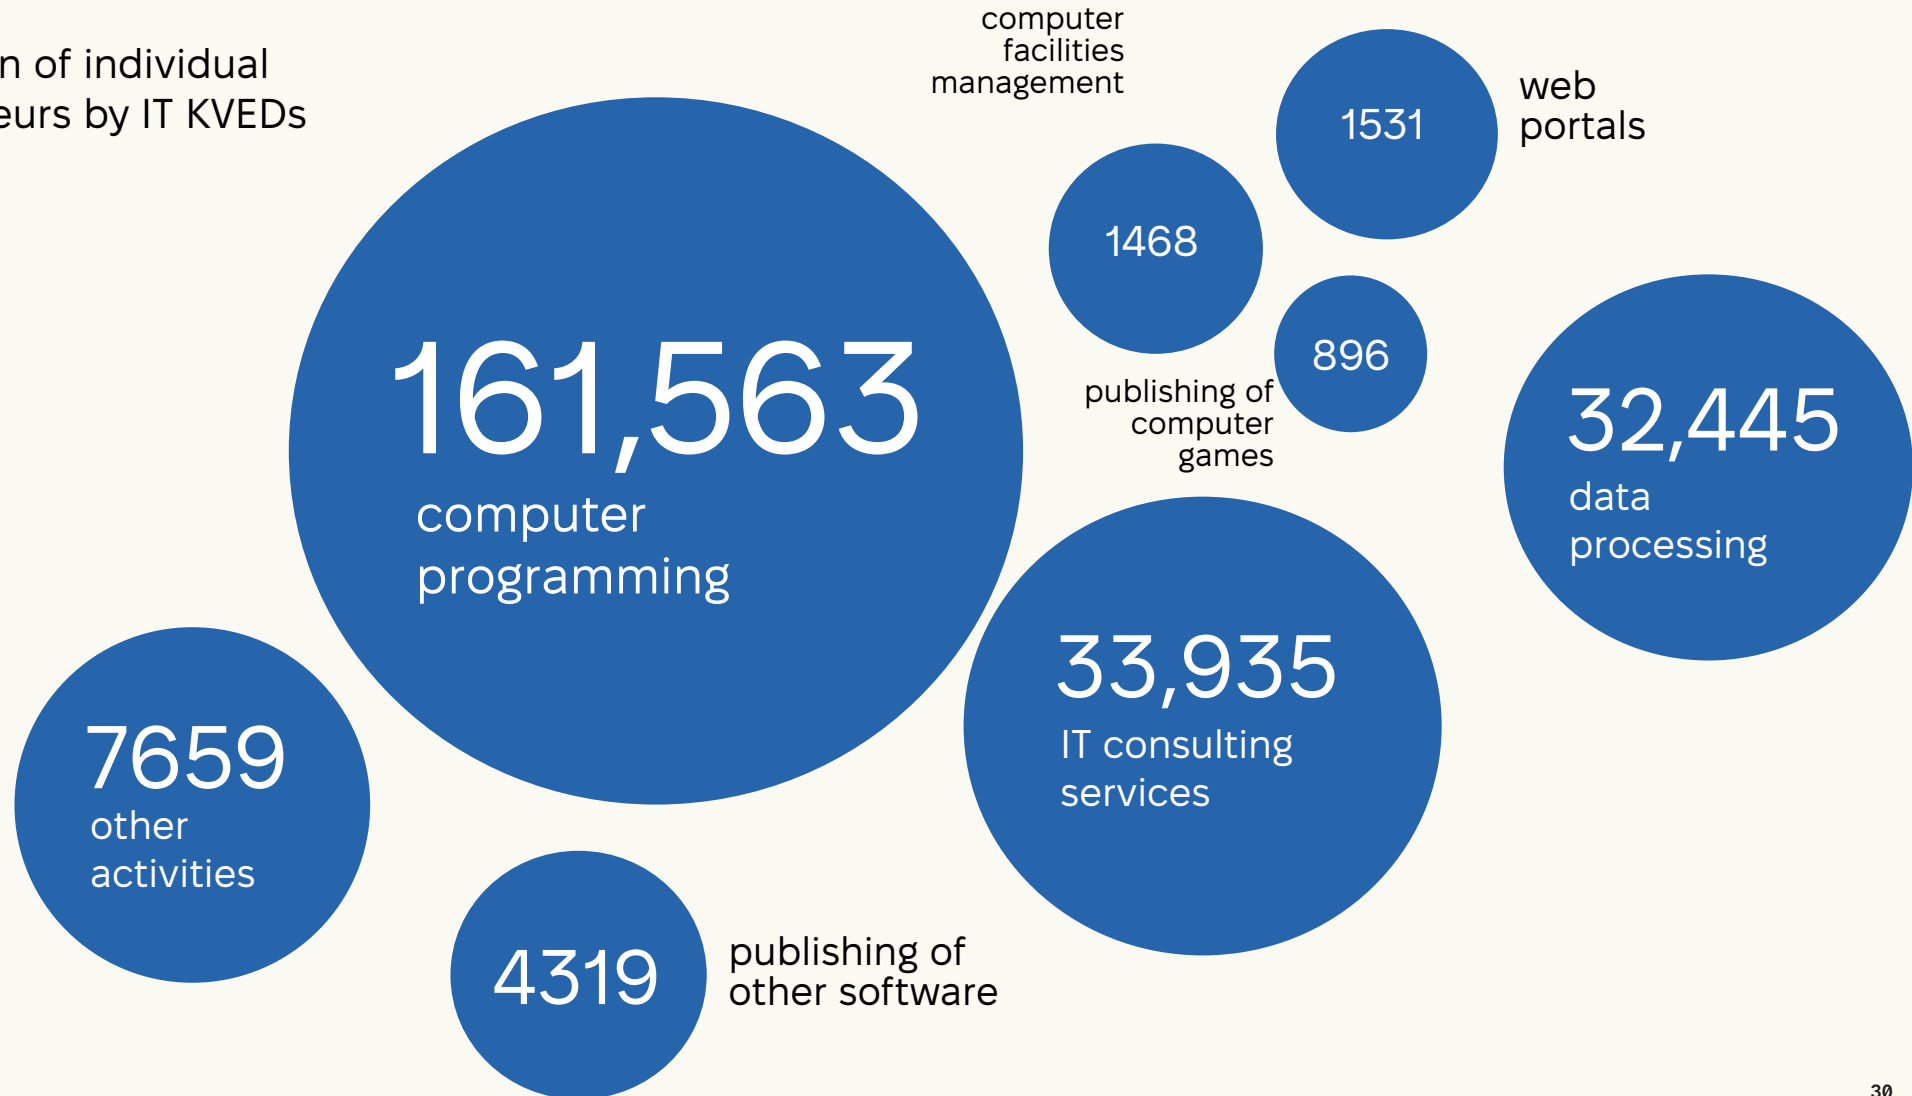 n of individual
eurs by IT KVEDs
computer
facilities
management
1468
1531
web
portals
896
publishing of
computer
games
161,563
computer
programming
32,445
data
processing
33,935
IT consulting
services
7659
other
activities
4319
publishing of
other software
30